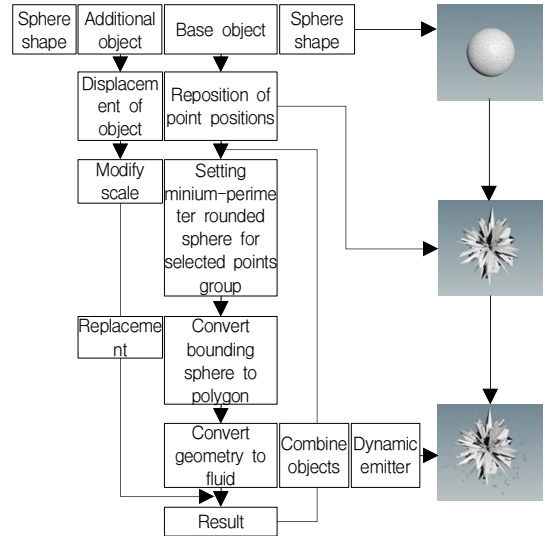 Sphere
shape
Additional
object
Base object
Sphere
shape
Displacem
ent of
object
Reposition of
point positions
Modify
scale
Setting
minium-perime
ter rounded
sphere for
selected points
group
Replaceme
nt
Convert
bounding
sphere to
polygon
Convert
geometry to
fluid
Combine
objects
Dynamic
emitter
Result